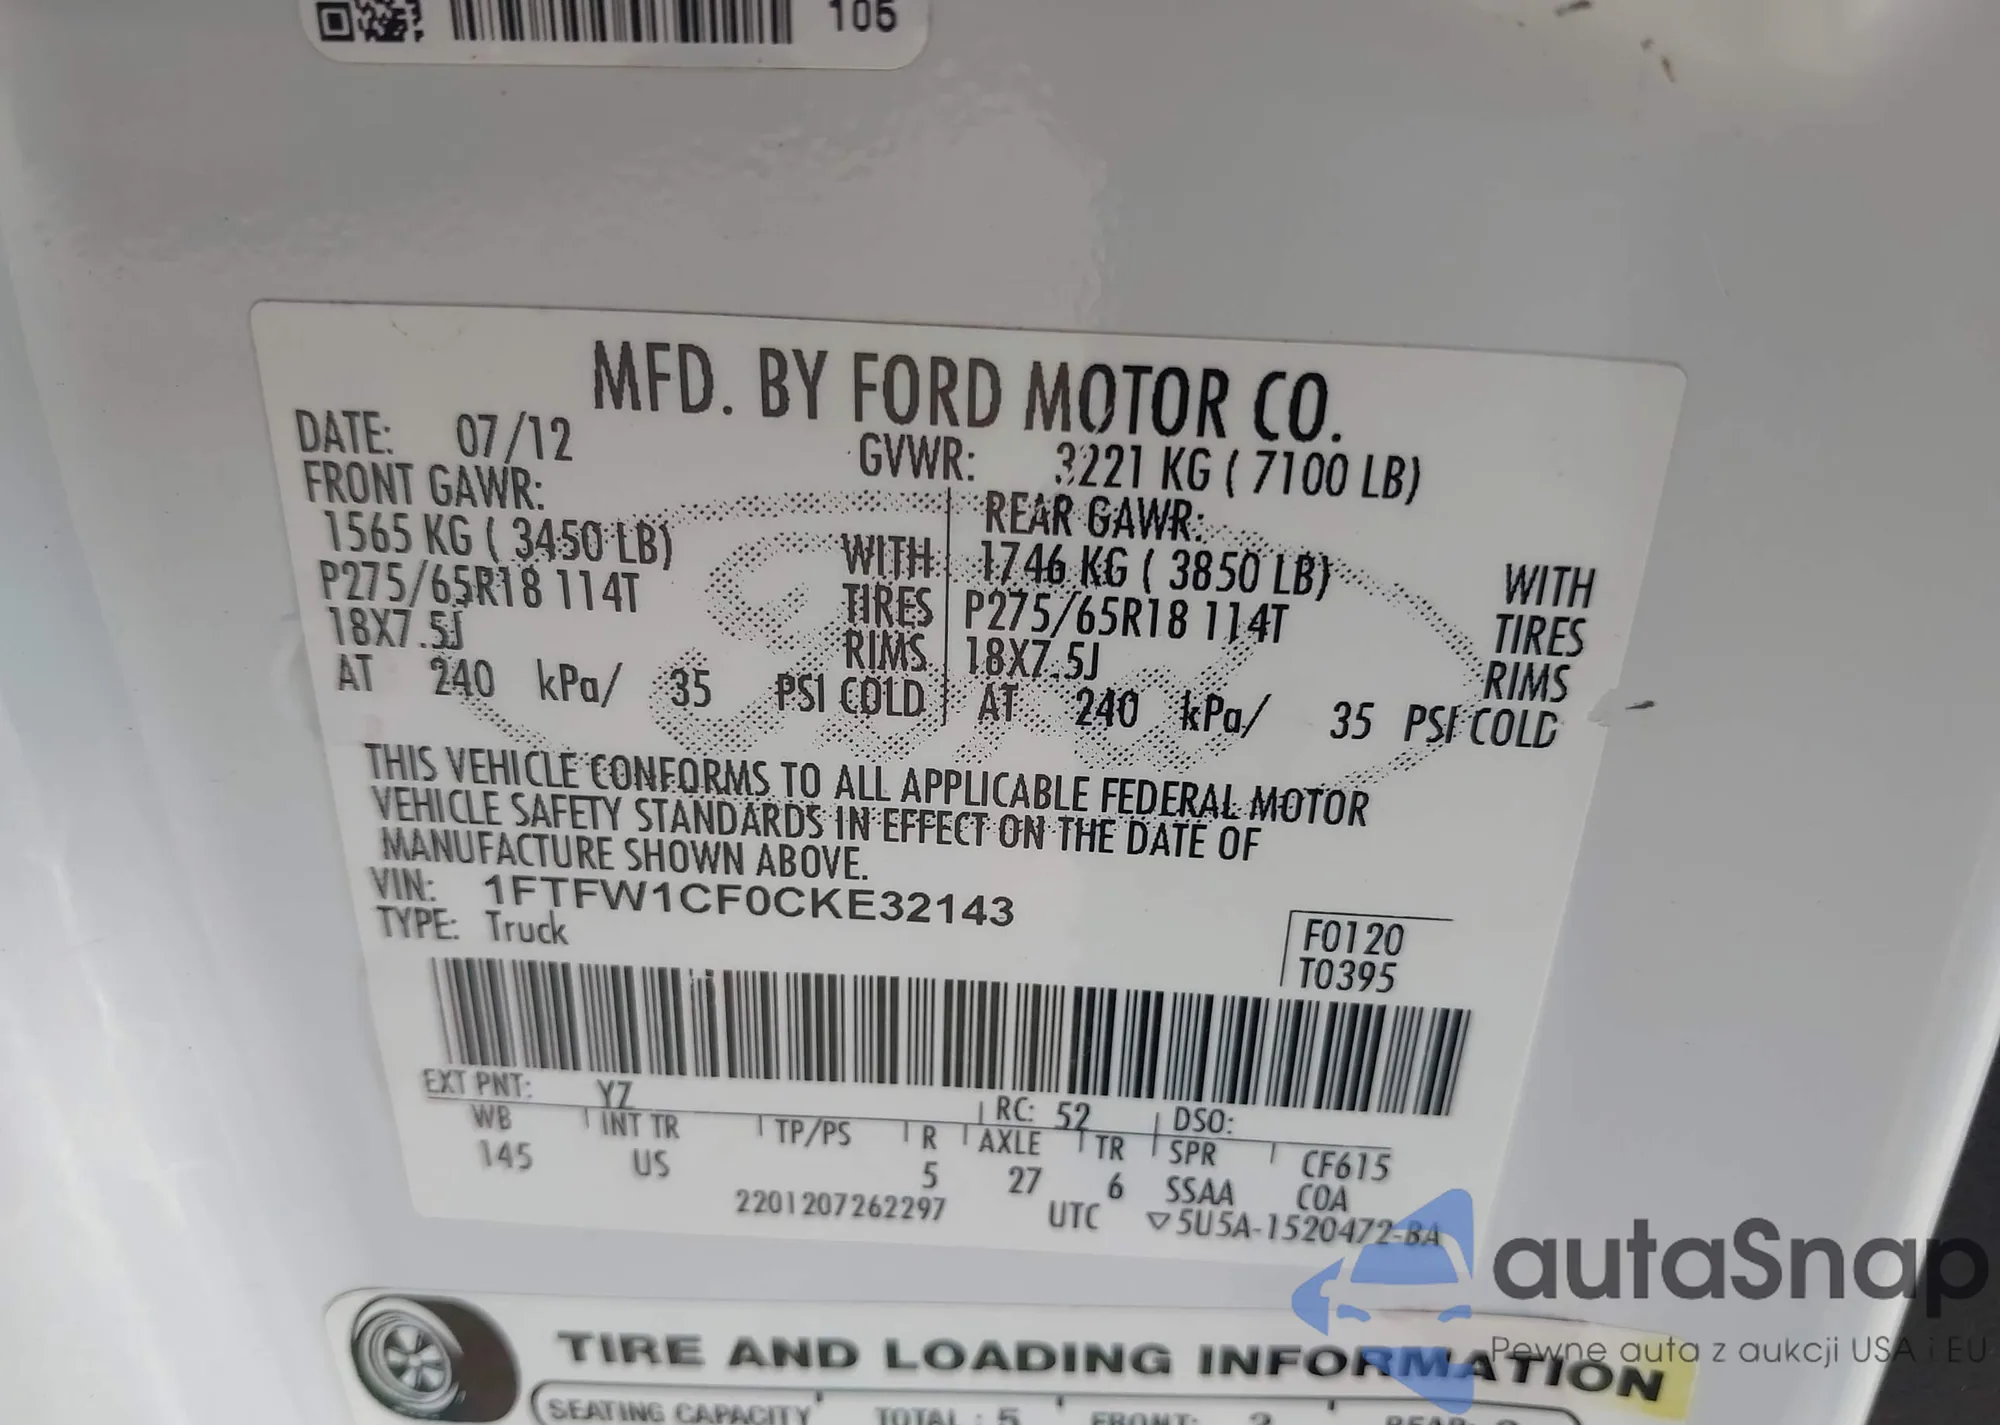 105
MFD. BY FORD MOTOR CO.
DATE: 07/12 GVWR: 3221 KG ( 7100 LB)
FRONT GAWR: REAR GAWR:
1565 KG ( 3450 LB) WITH 1746 KG ( 3850 LB) WITH
P275/65R18 114T TIRES P275/65R18 114T TIRES
18X7.5J RIMS 18X7.5J RIMS
AT 240 kPa/ 35 PSI COLD AT 240 kPa/ 35 PSI COLD
THIS VEHICLE CONFORMS TO ALL APPLICABLE FEDERAL MOTOR
VEHICLE SAFETY STANDARDS IN EFFECT ON THE DATE OF
MANUFACTURE SHOWN ABOVE.
VIN: 1FTFW1CF0CKE32143
TYPE: Truck
F0120
T0395
EXT PNT: YZ RC: 52 DSO:
WB INT TR TP/PS R AXLE TR SPR CF615
145 US 5 27 6 SSAA COA
2201207262297 UTC ▽5U5A-1520472-BA
autaSnap
Pewne auta z aukcji USA i EU
TIRE AND LOADING INFORMATION
SEATING CAPACITY TOTAL : 5 FRONT: 2 REAR: